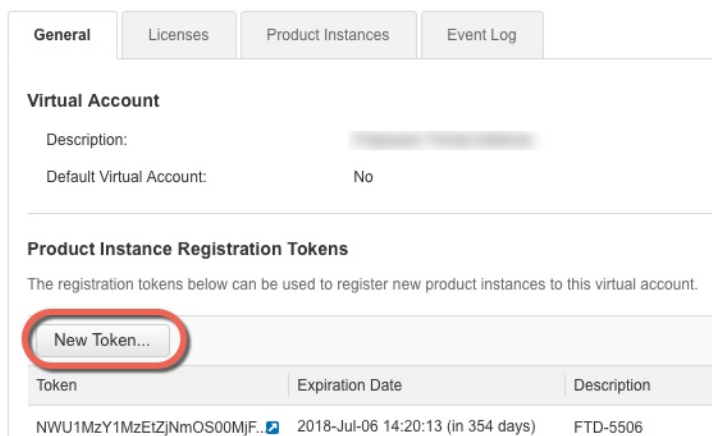 General Licenses Product Instances Event Log
Virtual Account
Description:
Default Virtual Account: No
Product Instance Registration Tokens
The registration tokens below can be used to register new product instances to this virtual account.
New Token...
Token Expiration Date Description
NWU1MzY1MzEtZjNmOS00MjF.. 2018-Jul-06 14:20:13 (in 354 days) FTD-5506